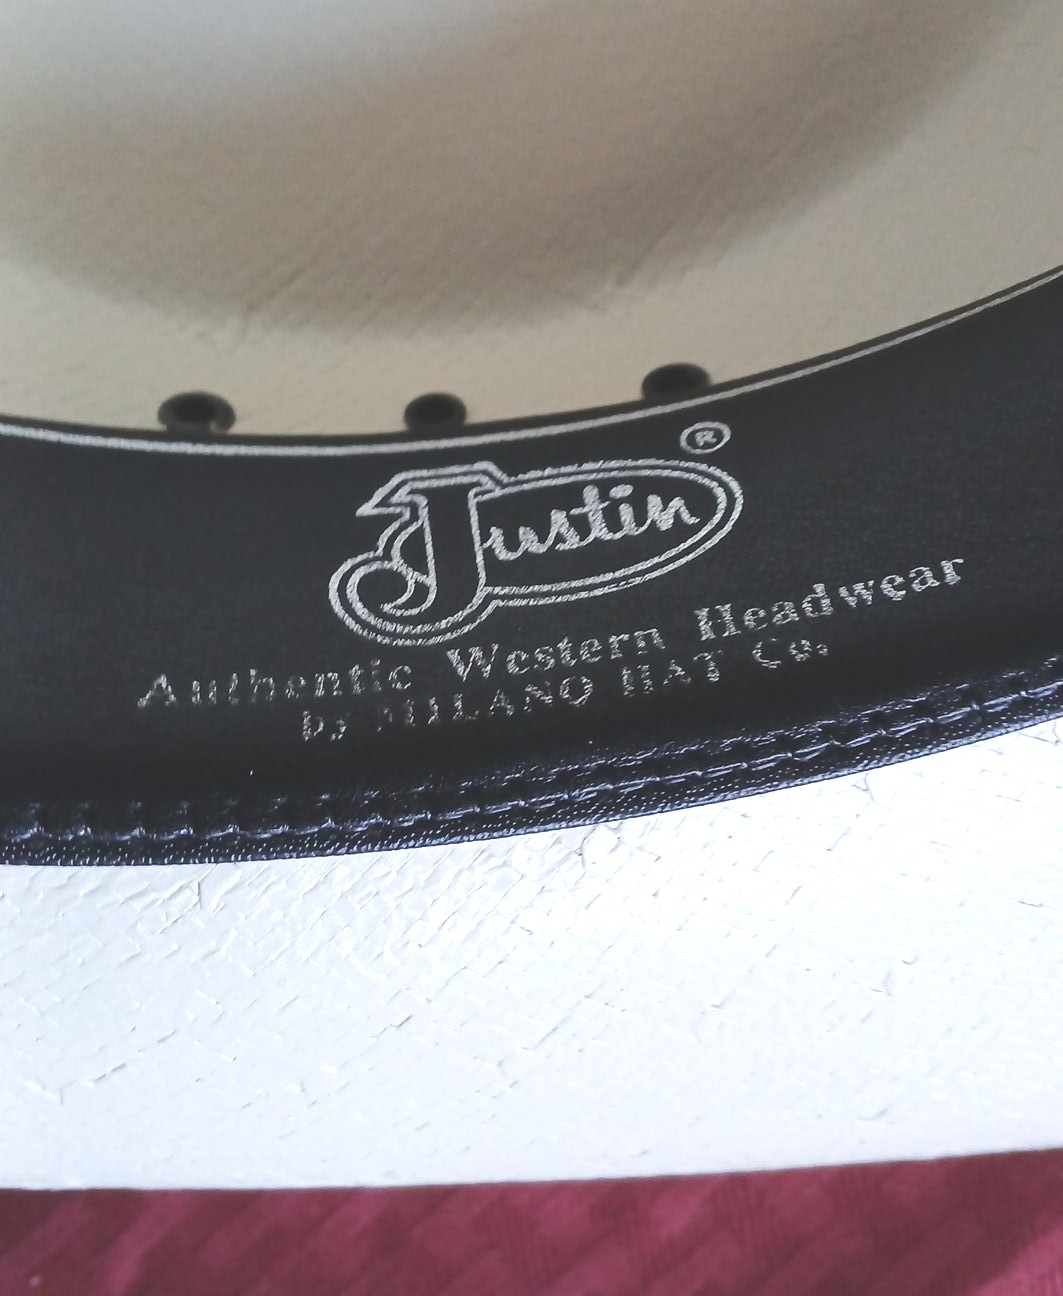 Justin ®
Authentic Western Headwear
by MILANO HAT Co.